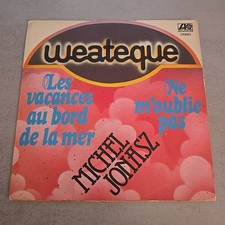 weateque
Les
vacances
au bord
de la mer
Ne
m'oublie
pas
MICHEL
JONASZ